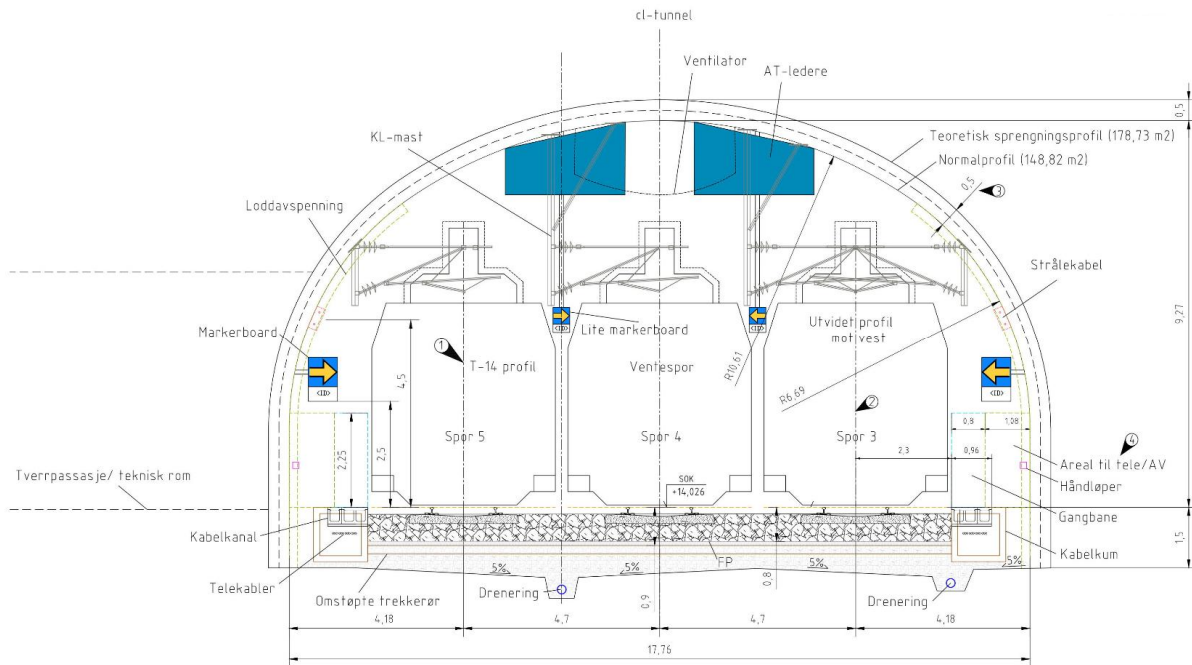 cl-tunnel
Ventilator
AT-ledere
KL-mast
0,5
Teoretisk sprengningsprofil (178,73 m2)
Normalprofil (148,82 m2)
0,5
3
Loddavspenning
Strålekabel
9,27
Markerboard
Lite markerboard
Utvidet profil
mot vest
1
T-14 profil
Ventespor
R10,61
R6,69
4,5
2,5
2,25
2
0,8
1,08
4
Spor 5
Spor 4
Spor 3
2,3
0,96
Areal til tele/AV
Håndløper
Tverrpassasje/ teknisk rom
SOK
+14,026
Gangbane
1,5
Kabelkanal
Kabelkum
FP
Telekabler
5%
5%
5%
5%
0,8
0,9
Omstøpte trekkerør
Drenering
Drenering
4,18
4,7
4,7
4,18
17,76